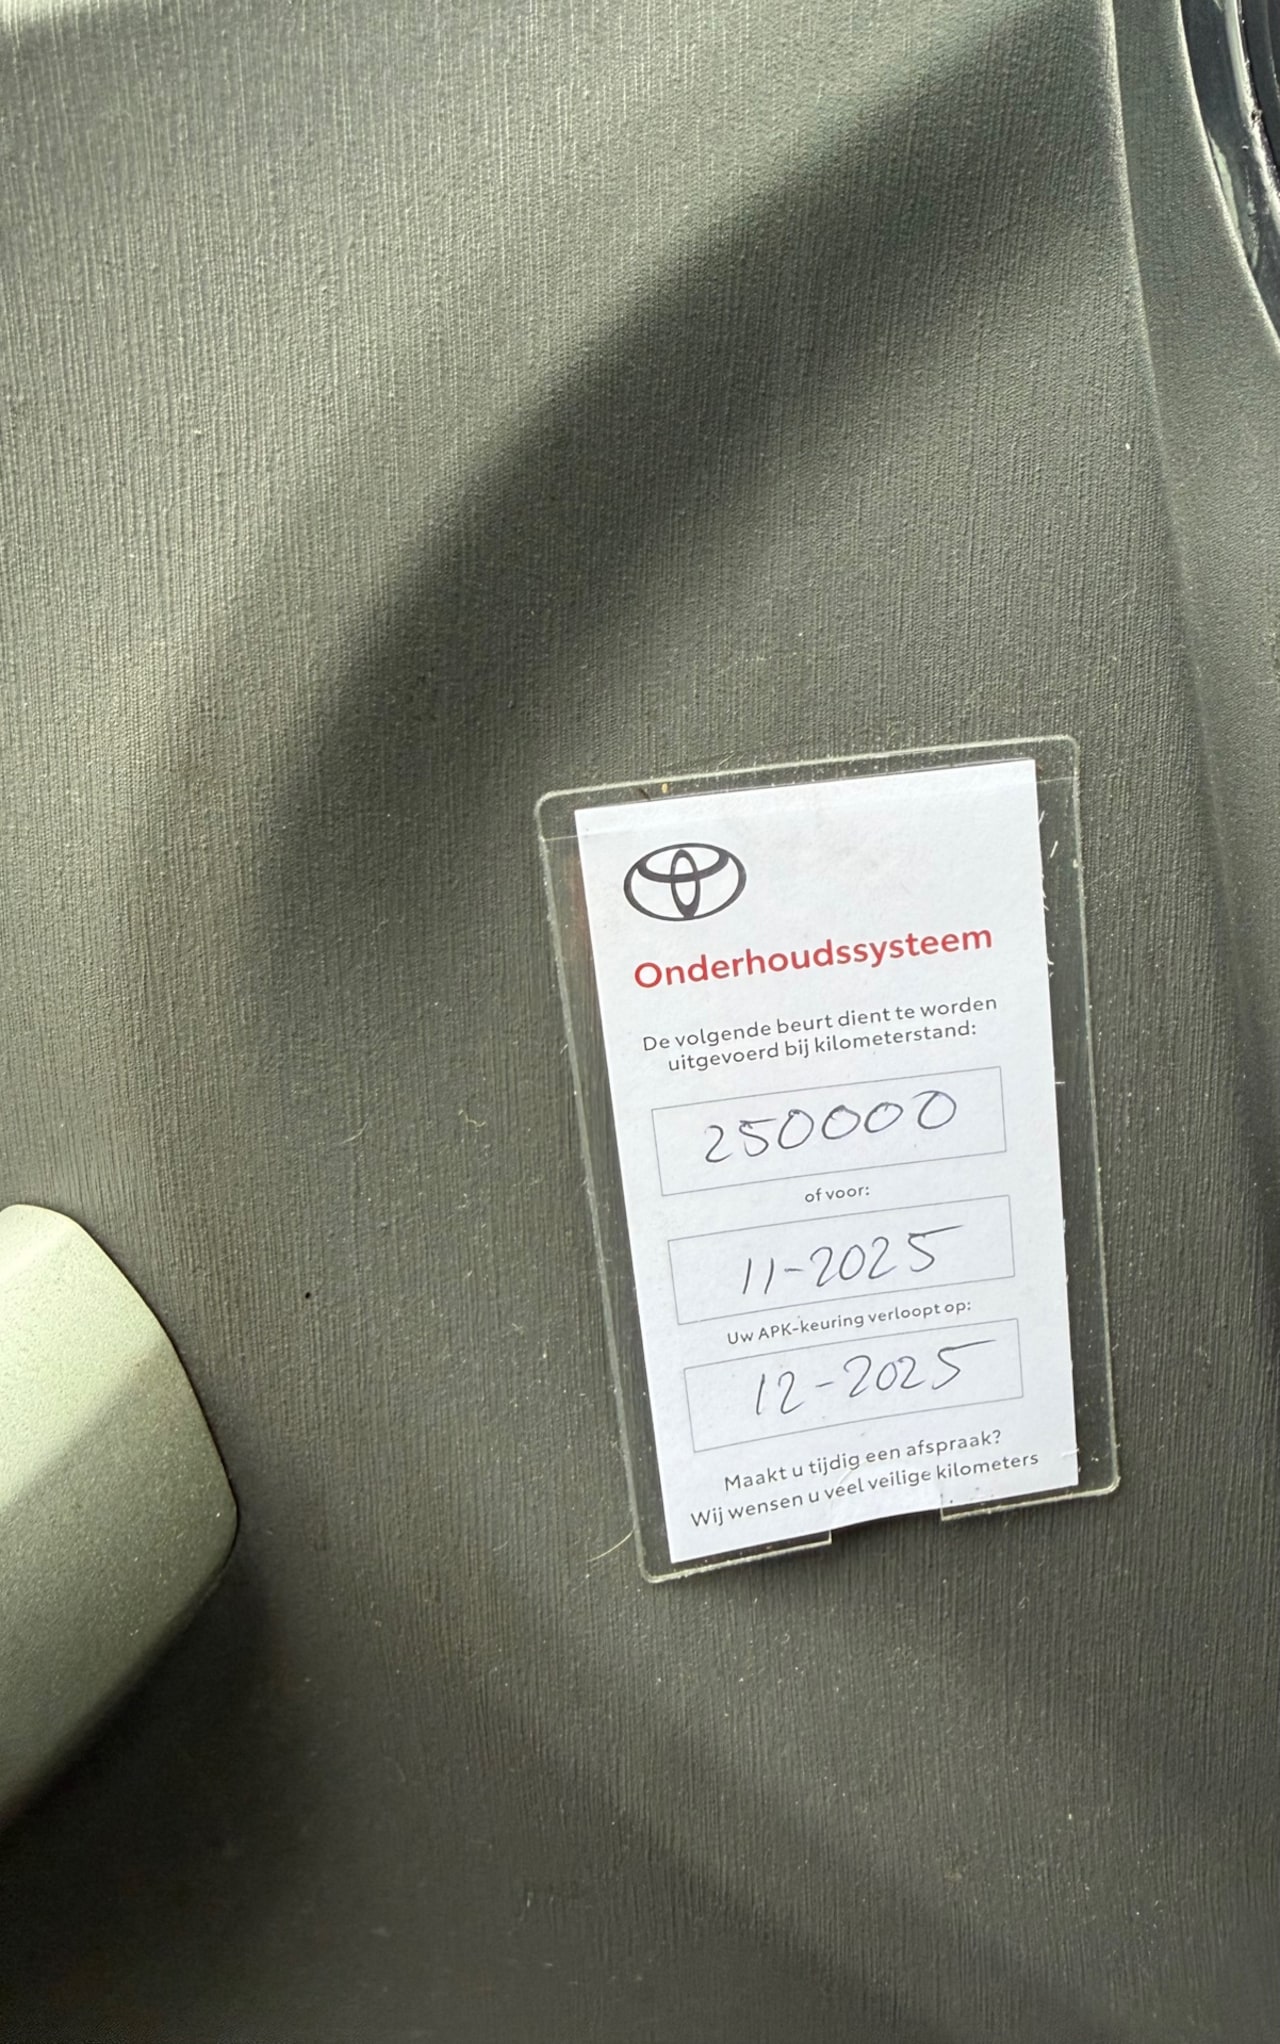 Onderhoudssysteem
De volgende beurt dient te worden
uitgevoerd bij kilometerstand:
250000
of voor:
11-2025
Uw APK-keuring verloopt op:
12-2025
Maakt u tijdig een afspraak?
Wij wensen u veel veilige kilometers